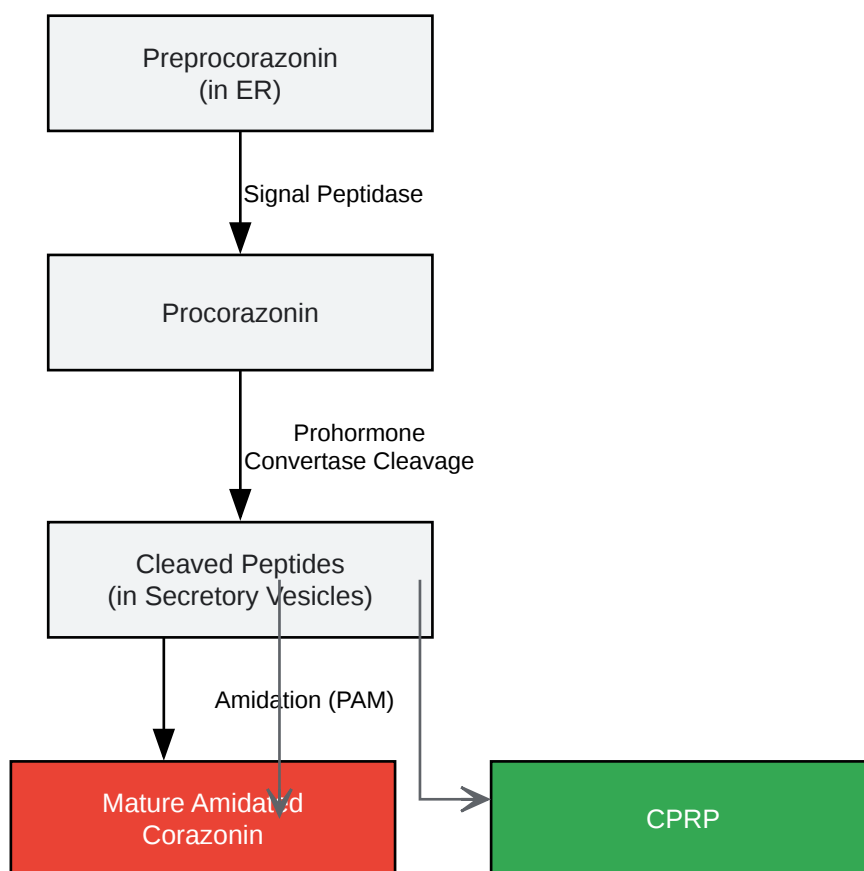 Preprocorazonin
(in ER)
Signal Peptidase
Procorazonin
Prohormone
Convertase Cleavage
Cleaved Peptides
(in Secretory Vesicles)
Amidation (PAM)
Mature Amidated
Corazonin
CPRP